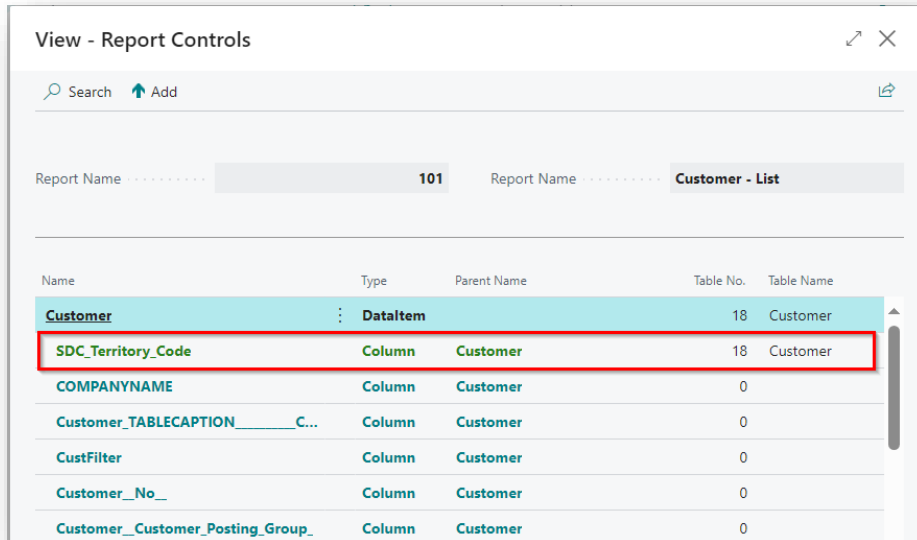 View - Report Controls
Search Add
Report Name 101 Report Name Customer - List
Name Type Parent Name Table No. Table Name
Customer DataItem 18 Customer
SDC_Territory_Code Column Customer 18 Customer
COMPANYNAME Column Customer 0
Customer_TABLECAPTION__________C... Column Customer 0
CustFilter Column Customer 0
Customer__No__ Column Customer 0
Customer__Customer_Posting_Group_ Column Customer 0